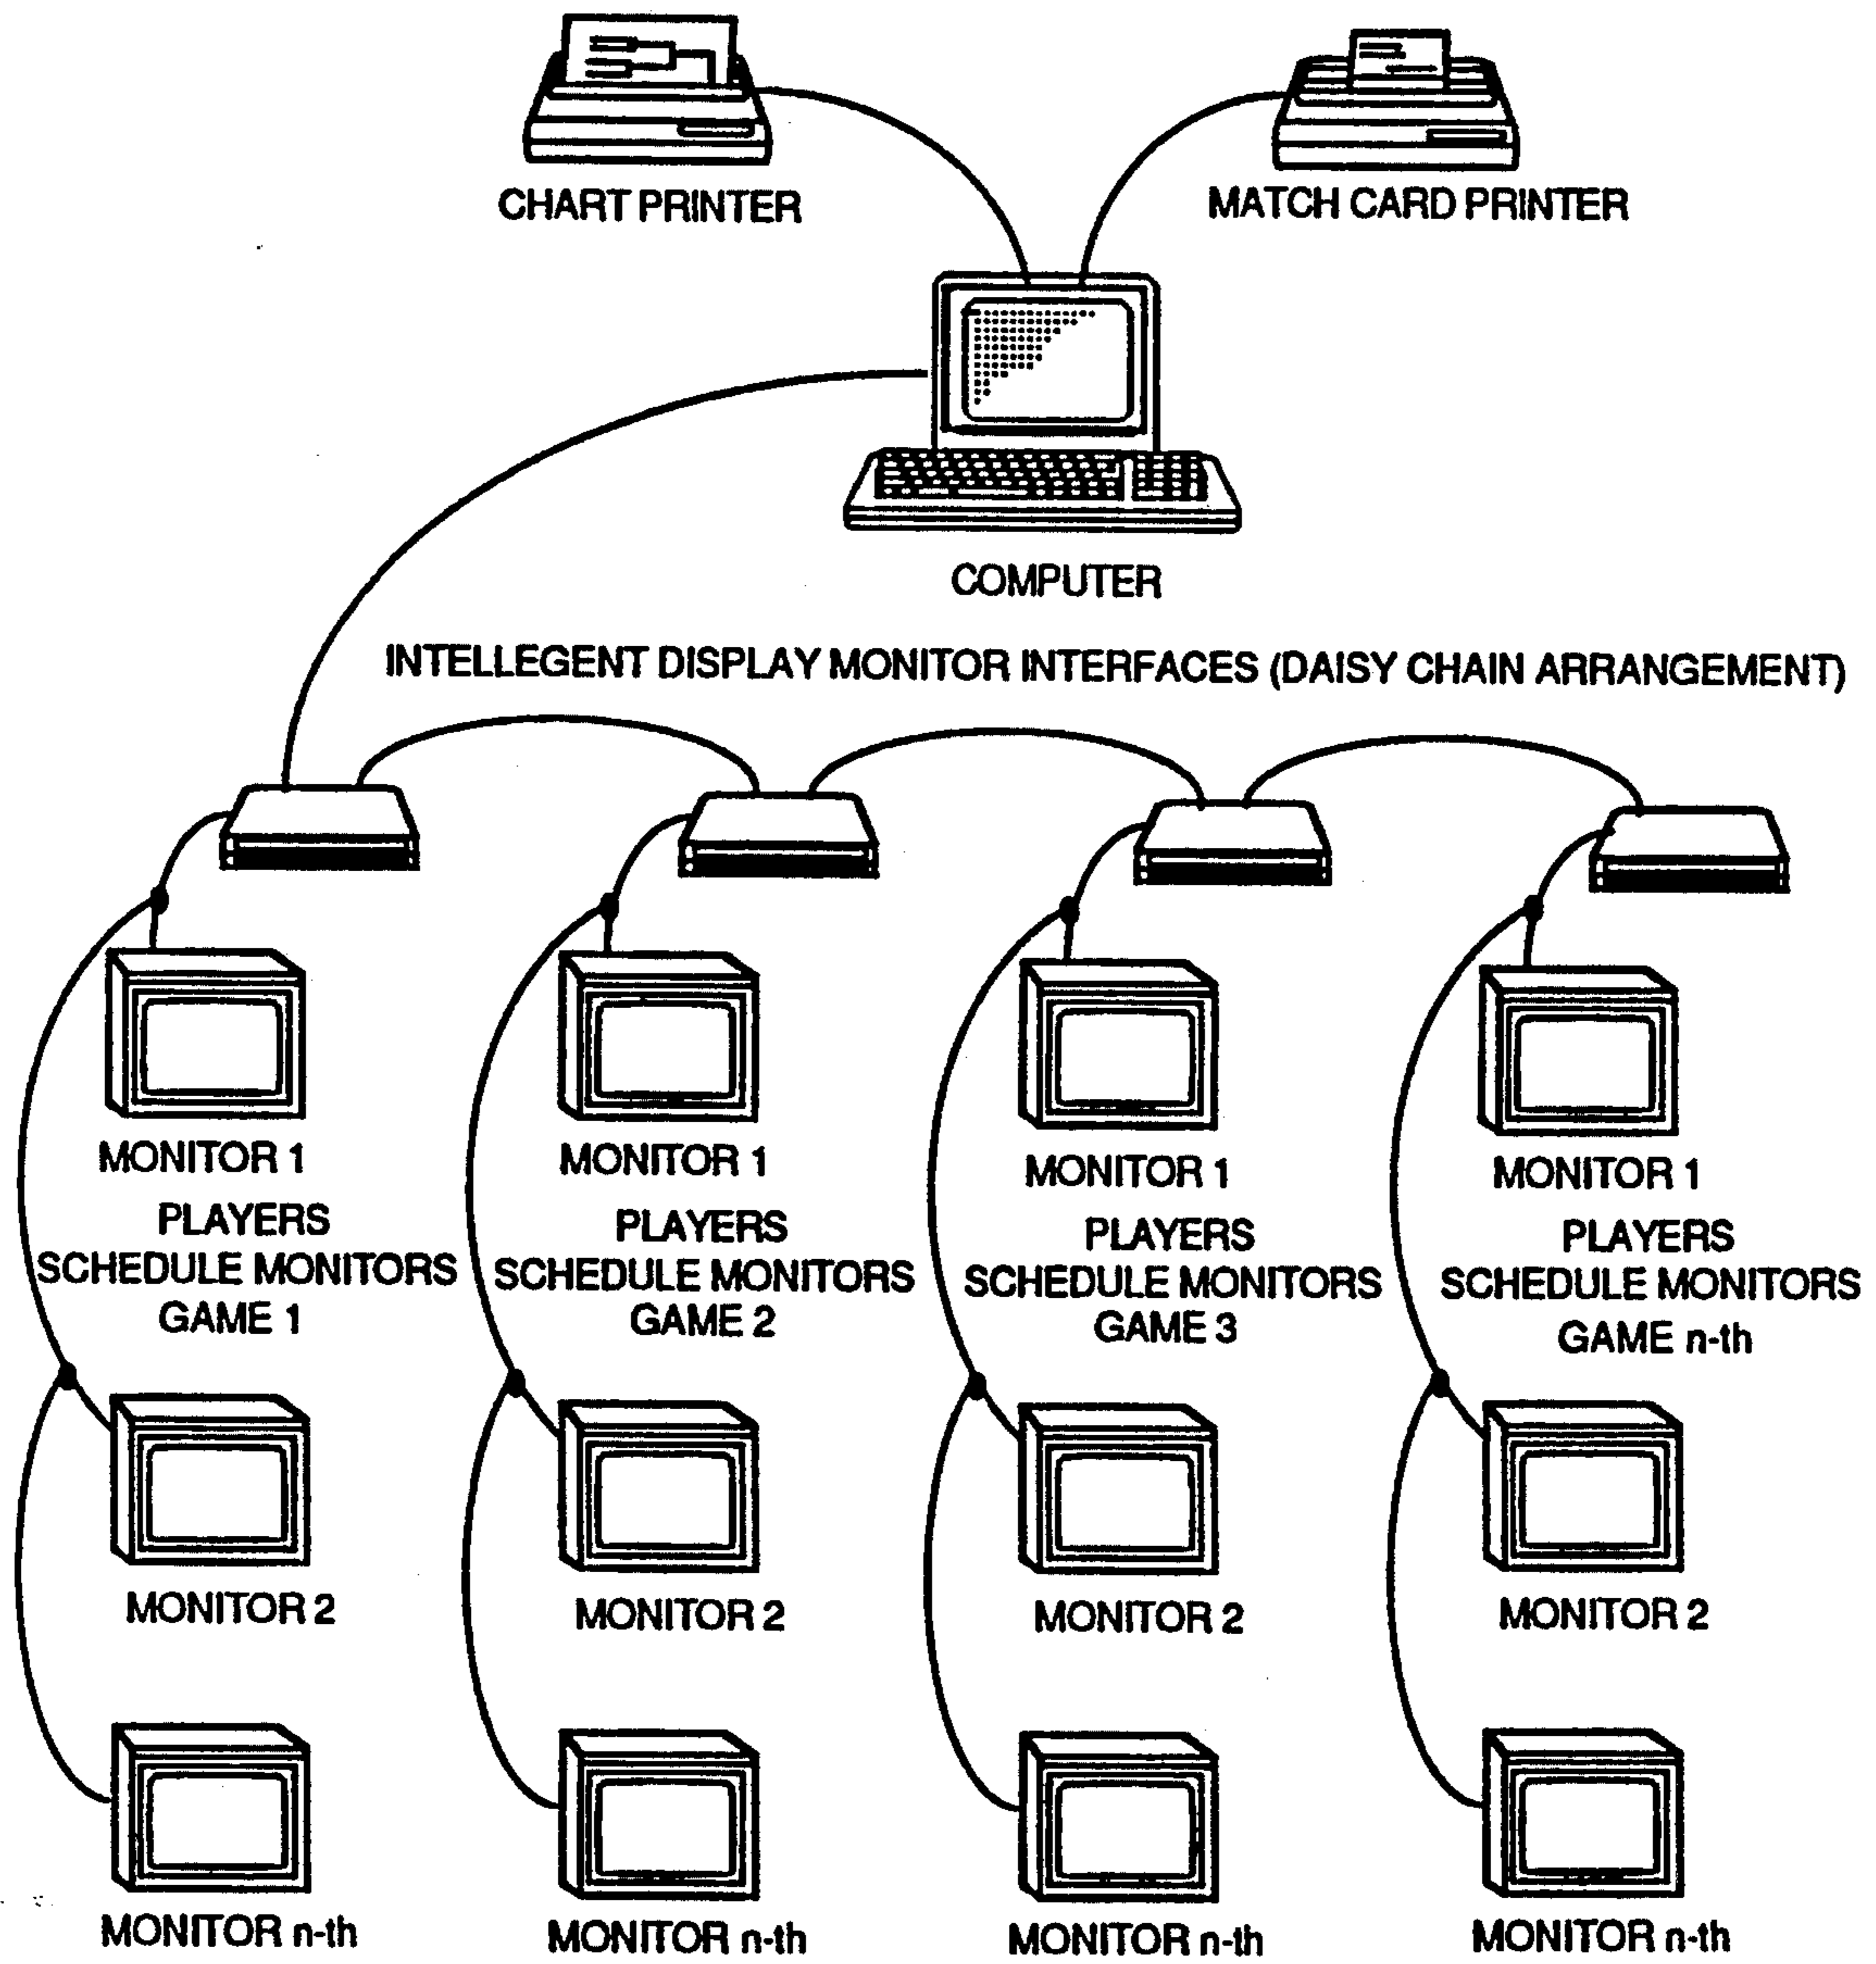 CHART PRINTER
MATCH CARD PRINTER
COMPUTER
INTELLEGENT DISPLAY MONITOR INTERFACES (DAISY CHAIN ARRANGEMENT)
MONITOR 1
PLAYERS
SCHEDULE MONITORS
GAME 1
MONITOR 2
MONITOR n-th
MONITOR 1
PLAYERS
SCHEDULE MONITORS
GAME 2
MONITOR 2
MONITOR n-th
MONITOR 1
PLAYERS
SCHEDULE MONITORS
GAME 3
MONITOR 2
MONITOR n-th
MONITOR 1
PLAYERS
SCHEDULE MONITORS
GAME n-th
MONITOR 2
MONITOR n-th